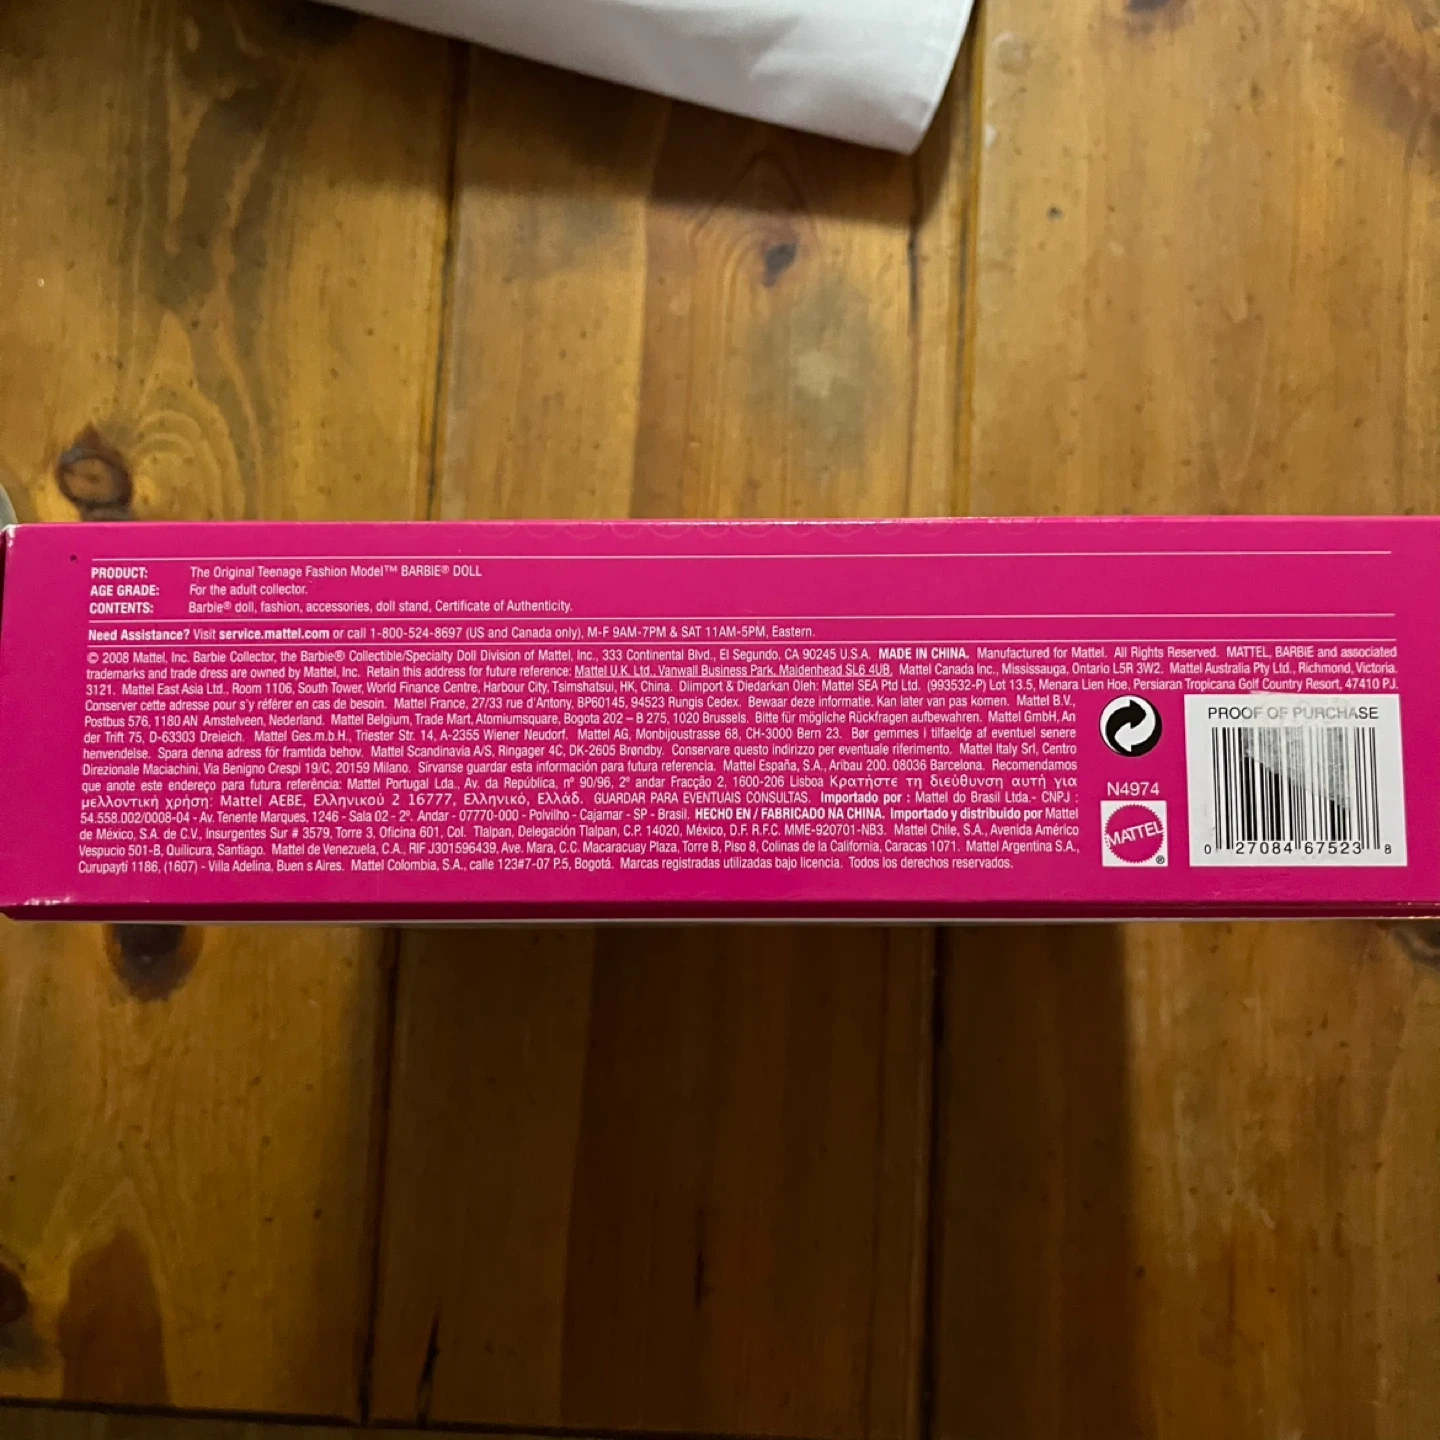 PRODUCT: The Original Teenage Fashion Model™ BARBIE® DOLL
AGE GRADE: For the adult collector.
CONTENTS: Barbie® doll, fashion, accessories, doll stand, Certificate of Authenticity.
Need Assistance? Visit service.mattel.com or call 1-800-524-8697 (US and Canada only), M-F 9AM-7PM & SAT 11AM-5PM, Eastern.
© 2008 Mattel, Inc. Barbie Collector, the Barbie® Collectible/Specialty Doll Division of Mattel, Inc., 333 Continental Blvd., El Segundo, CA 90245 U.S.A. MADE IN CHINA. Manufactured for Mattel. All Rights Reserved. MATTEL, BARBIE and associated
trademarks and trade dress are owned by Mattel, Inc. Retain this address for future reference: Mattel U.K. Ltd., Vanwall Business Park, Maidenhead SL6 4UB. Mattel Canada Inc., Mississauga, Ontario L5R 3W2. Mattel Australia Pty Ltd., Richmond, Victoria.
3121. Mattel East Asia Ltd., Room 1106, South Tower, World Finance Centre, Harbour City, Tsimshatsui, HK, China. Diimport & Diedarkan Oleh: Mattel SEA Ptd Ltd. (993532-P) Lot 13.5, Menara Lien Hoe, Persiaran Tropicana Golf Country Resort, 47410 PJ.
Conserver cette adresse pour s'y référer en cas de besoin. Mattel France, 27/33 rue d'Antony, BP60145, 94523 Rungis Cedex. Bewaar deze informatie. Kan later van pas komen. Mattel B.V.,
Postbus 576, 1180 AN Amstelveen, Nederland. Mattel Belgium, Trade Mart, Atomiumsquare, Bogota 202 – B 275, 1020 Brussels. Bitte für mögliche Rückfragen aufbewahren. Mattel GmbH, An
der Trift 75, D-63303 Dreieich. Mattel Ges.m.b.H., Triester Str. 14, A-2355 Wiener Neudorf. Mattel AG, Monbijoustrasse 68, CH-3000 Bern 23. Bør gemmes i tilfaelde af eventuel senere
henvendelse. Spara denna adress för framtida behov. Mattel Scandinavia A/S, Ringager 4C, DK-2605 Brøndby. Conservare questo indirizzo per eventuale riferimento. Mattel Italy Srl, Centro
Direzionale Maciachini, Via Benigno Crespi 19/C, 20159 Milano. Sírvanse guardar esta información para futura referencia. Mattel España, S.A., Aribau 200. 08036 Barcelona. Recomendamos
que anote este endereço para futura referência: Mattel Portugal Lda., Av. da República, nº 90/96, 2º andar Fracção 2, 1600-206 Lisboa Κρατήστε τη διεύθυνση αυτή για
μελλοντική χρήση: Mattel AEBE, Ελληνικού 2 16777, Ελληνικό, Ελλάδ. GUARDAR PARA EVENTUAIS CONSULTAS. Importado por : Mattel do Brasil Ltda.- CNPJ :
54.558.002/0008-04 - Av. Tenente Marques, 1246 - Sala 02 - 2º. Andar - 07770-000 - Polvilho - Cajamar - SP - Brasil. HECHO EN / FABRICADO NA CHINA. Importado y distribuido por Mattel
de México, S.A. de C.V., Insurgentes Sur # 3579, Torre 3, Oficina 601, Col. Tlalpan, Delegación Tlalpan, C.P. 14020, México, D.F. R.F.C. MME-920701-NB3. Mattel Chile, S.A., Avenida Américo
Vespucio 501-B, Quilicura, Santiago. Mattel de Venezuela, C.A., RIF J301596439, Ave. Mara, C.C. Macaracuay Plaza, Torre B, Piso 8, Colinas de la California, Caracas 1071. Mattel Argentina S.A.,
Curupaytí 1186, (1607) - Villa Adelina, Buen s Aires. Mattel Colombia, S.A., calle 123#7-07 P.5, Bogotá. Marcas registradas utilizadas bajo licencia. Todos los derechos reservados.
N4974
MATTEL®
PROOF OF PURCHASE
0 27084 67523 8